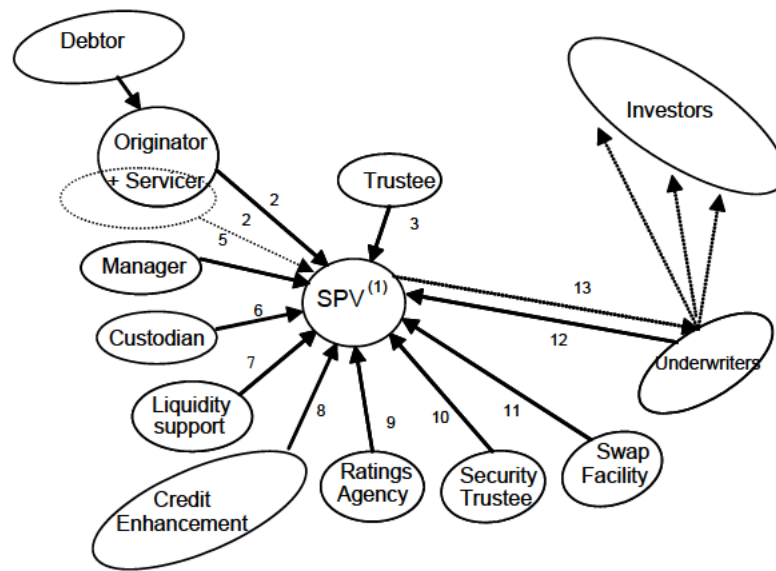 Debtor
Investors
Originator
+ Servicer
2
Trustee
2
3
5
Manager
SPV (1)
13
6
Custodian
12
7
Underwriters
Liquidity
support
8
9
10
11
Swap
Facility
Ratings
Agency
Security
Trustee
Credit
Enhancement